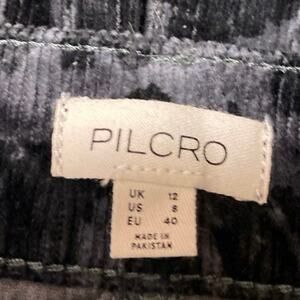 PILCRO
UK 12
US 8
EU 40
MADE IN
PAKISTAN